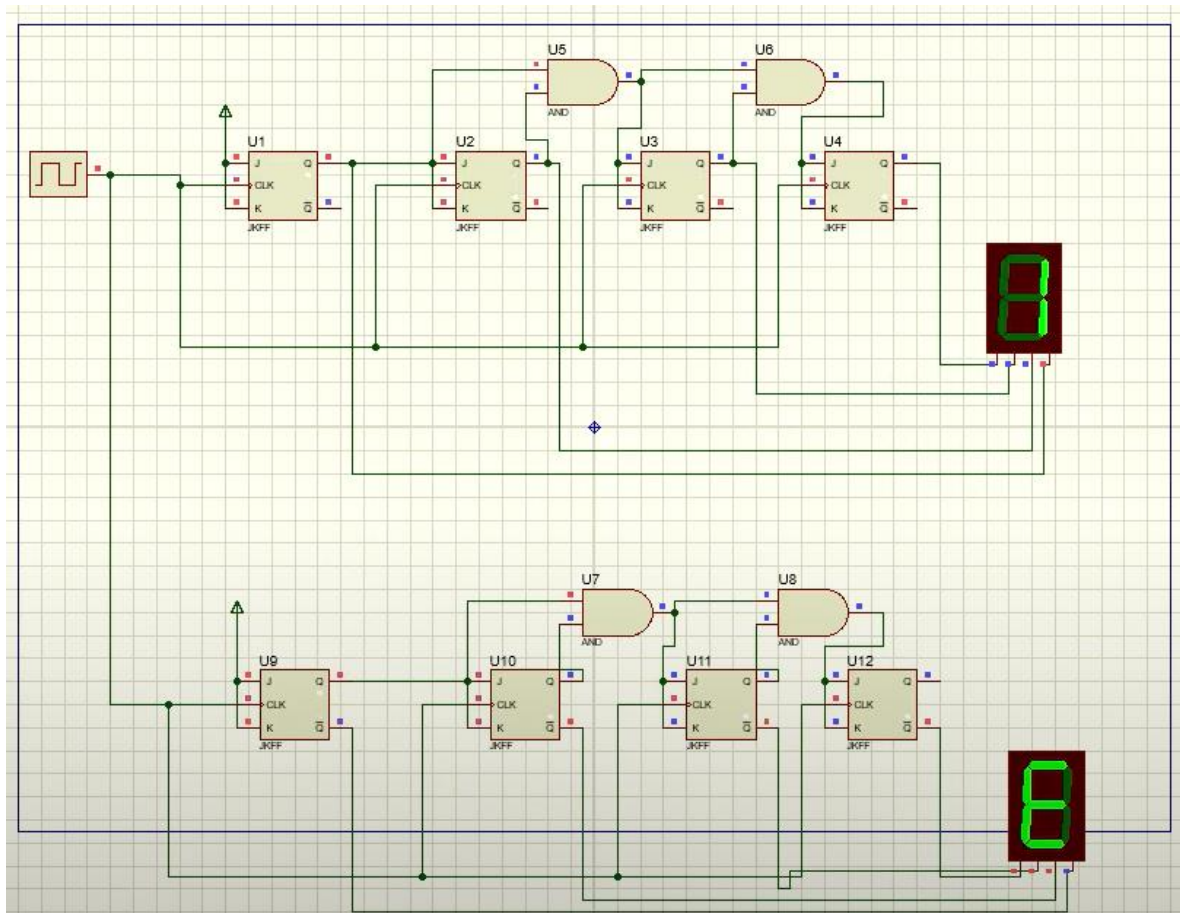 U5
U6
AND
AND
U1
U2
U3
U4
J Q
J Q
J Q
J Q
CLK
CLK
CLK
CLK
K Q
K Q
K Q
K Q
JKFF
JKFF
JKFF
JKFF
1
U7
U8
AND
AND
U9
U10
U11
U12
J Q
J Q
J Q
J Q
CLK
CLK
CLK
CLK
K Q
K Q
K Q
K Q
JKFF
JKFF
JKFF
JKFF
E